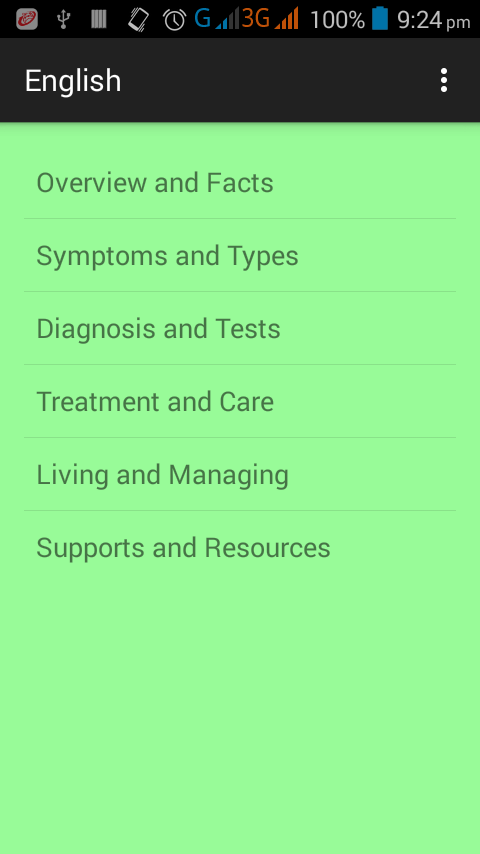 G 3G 100% 9:24 pm
English
Overview and Facts
Symptoms and Types
Diagnosis and Tests
Treatment and Care
Living and Managing
Supports and Resources